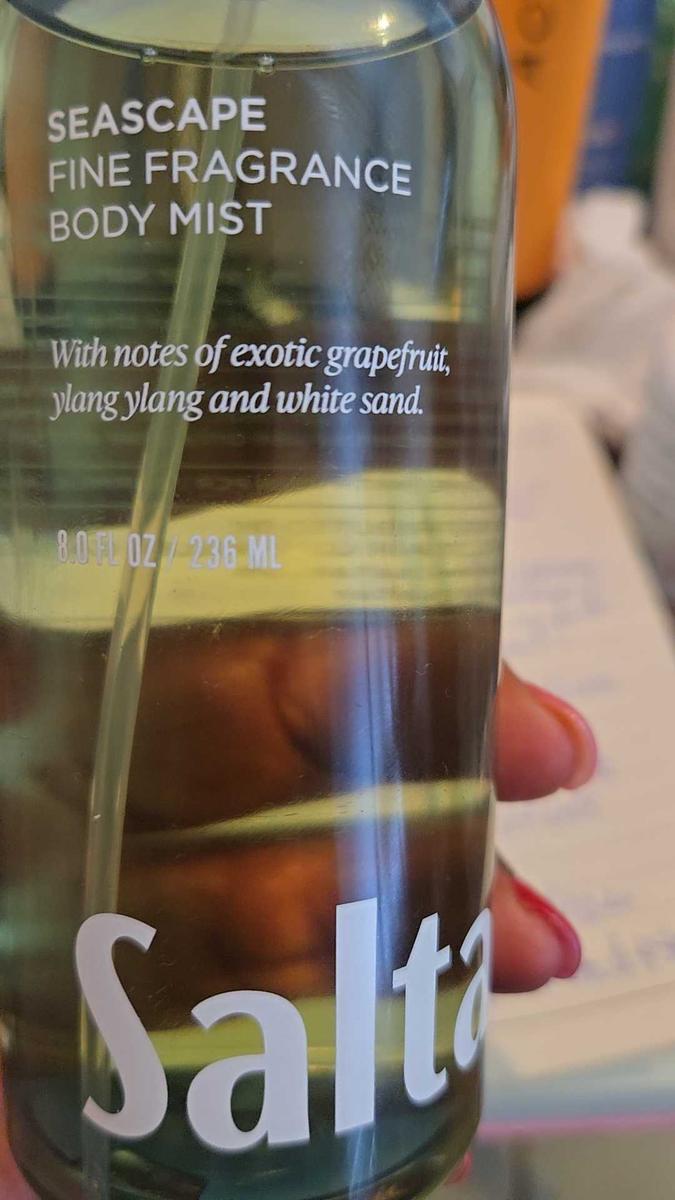 SEASCAPE
FINE FRAGRANCE
BODY MIST
With notes of exotic grapefruit,
ylang ylang and white sand.
8.0 FL OZ / 236 ML
Salta